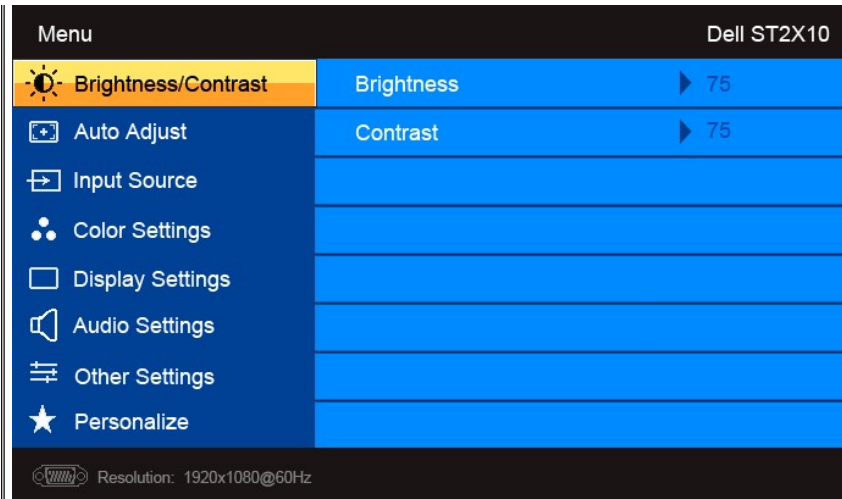 Menu Dell ST2X10
Brightness/Contrast Brightness 75
Auto Adjust Contrast 75
Input Source
Color Settings
Display Settings
Audio Settings
Other Settings
Personalize
Resolution: 1920x1080@60Hz